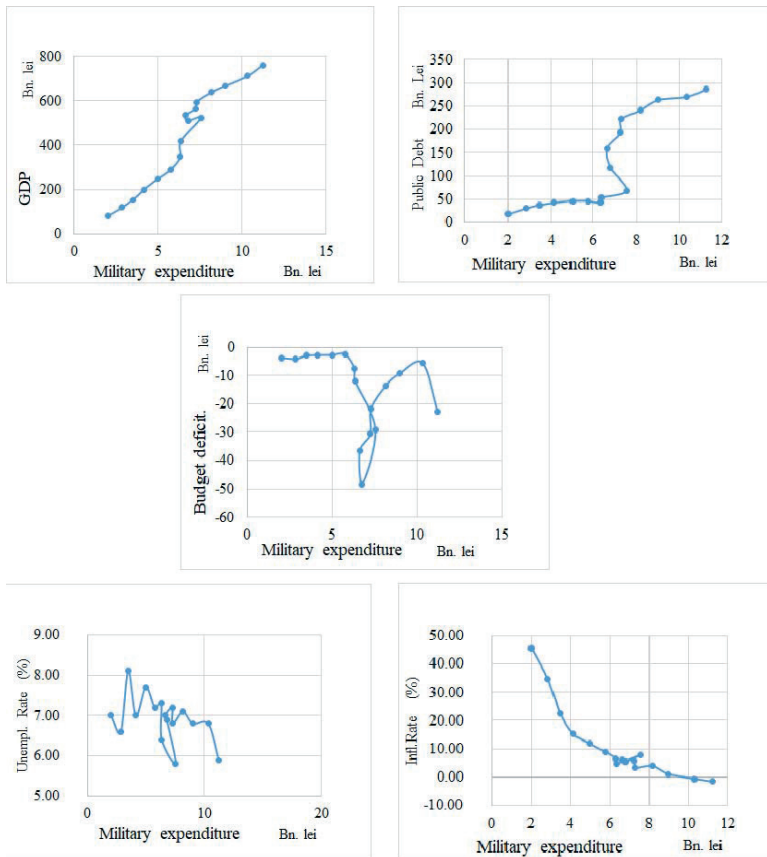 GDP Bn. lei
800
600
400
200
0
0 5 10 15
Military expenditure Bn. lei
Public Debt Bn. Lei
350
300
250
200
150
100
50
0
0 2 4 6 8 10 12
Military expenditure Bn. lei
Budget deficit. Bn. lei
0
-10
-20
-30
-40
-50
-60
0 5 10 15
Military expenditure Bn. lei
Unempl. Rate (%)
9.00
8.00
7.00
6.00
5.00
0 10 20
Military expenditure Bn. lei
Infl.Rate (%)
50.00
40.00
30.00
20.00
10.00
0.00
-10.00
0 2 4 6 8 10 12
Military expenditure Bn. lei